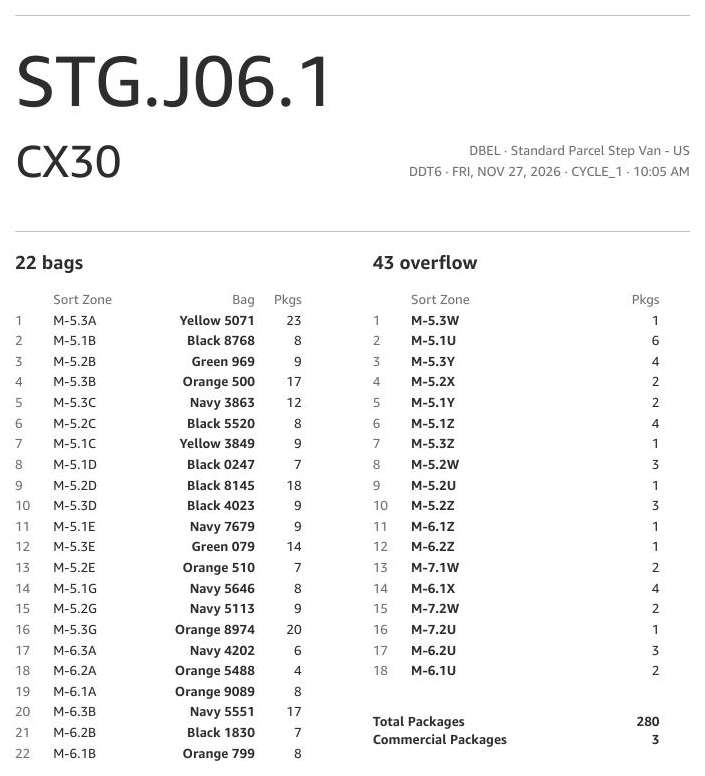 STG.J06.1
CX30
DBEL · Standard Parcel Step Van - US
DDT6 · FRI, NOV 27, 2026 · CYCLE_1 · 10:05 AM
22 bags
Sort Zone Bag Pkgs
1 M-5.3A Yellow 5071 23
2 M-5.1B Black 8768 8
3 M-5.2B Green 969 9
4 M-5.3B Orange 500 17
5 M-5.3C Navy 3863 12
6 M-5.2C Black 5520 8
7 M-5.1C Yellow 3849 9
8 M-5.1D Black 0247 7
9 M-5.2D Black 8145 18
10 M-5.3D Black 4023 9
11 M-5.1E Navy 7679 9
12 M-5.3E Green 079 14
13 M-5.2E Orange 510 7
14 M-5.1G Navy 5646 8
15 M-5.2G Navy 5113 9
16 M-5.3G Orange 8974 20
17 M-6.3A Navy 4202 6
18 M-6.2A Orange 5488 4
19 M-6.1A Orange 9089 8
20 M-6.3B Navy 5551 17
21 M-6.2B Black 1830 7
22 M-6.1B Orange 799 8
43 overflow
Sort Zone Pkgs
1 M-5.3W 1
2 M-5.1U 6
3 M-5.3Y 4
4 M-5.2X 2
5 M-5.1Y 2
6 M-5.1Z 4
7 M-5.3Z 1
8 M-5.2W 3
9 M-5.2U 1
10 M-5.2Z 3
11 M-6.1Z 1
12 M-6.2Z 1
13 M-7.1W 2
14 M-6.1X 4
15 M-7.2W 2
16 M-7.2U 1
17 M-6.2U 3
18 M-6.1U 2
Total Packages 280
Commercial Packages 3